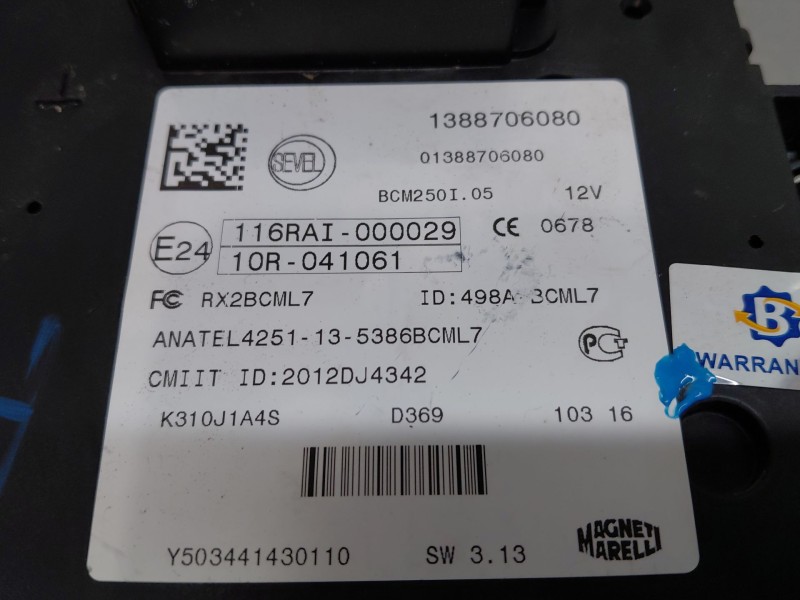 1388706080
SEVEL
01388706080
BCM250I.05 12V
E24
116RAI-000029
CE 0678
10R-041061
FC RX2BCML7 ID:498A- BCML7
ANATEL4251-13-5386BCML7
PCT
CMIIT ID:2012DJ4342
K310J1A4S D369 103 16
Y503441430110 SW 3.13
MAGNETI
MARELLI
B